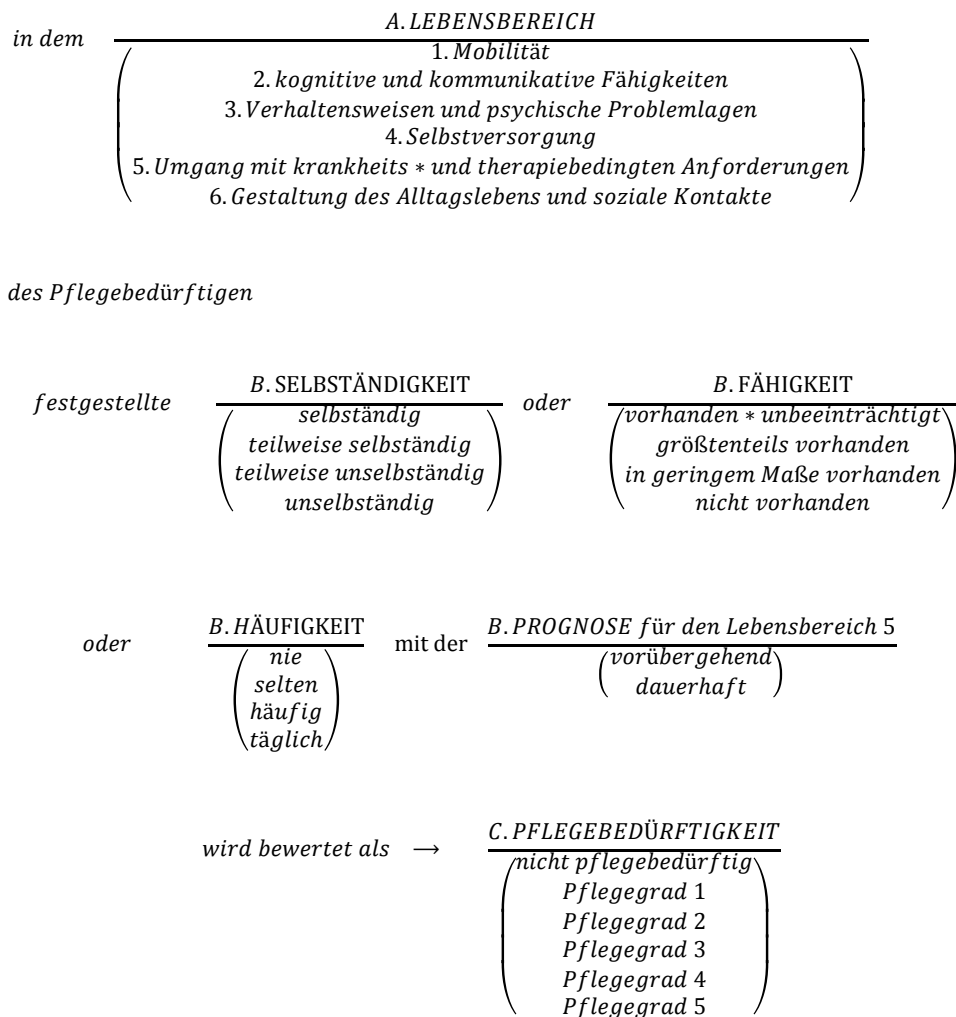 in dem A. LEBENSBEREICH
1. Mobilität
2. kognitive und kommunikative Fähigkeiten
3. Verhaltensweisen und psychische Problemlagen
4. Selbstversorgung
5. Umgang mit krankheits * und therapiebedingten Anforderungen
6. Gestaltung des Alltagslebens und soziale Kontakte
des Pflegebedürftigen
festgestellte B. SELBSTÄNDIGKEIT oder B. FÄHIGKEIT
selbständig vorhanden * unbeeinträchtigt
teilweise selbständig größtenteils vorhanden
teilweise unselbständig in geringem Maße vorhanden
unselbständig nicht vorhanden
oder B. HÄUFIGKEIT mit der B. PROGNOSE für den Lebensbereich 5
nie vorübergehend
selten dauerhaft
häufig
täglich
wird bewertet als → C. PFLEGEBEDÜRFTIGKEIT
nicht pflegebedürftig
Pflegegrad 1
Pflegegrad 2
Pflegegrad 3
Pflegegrad 4
Pflegegrad 5